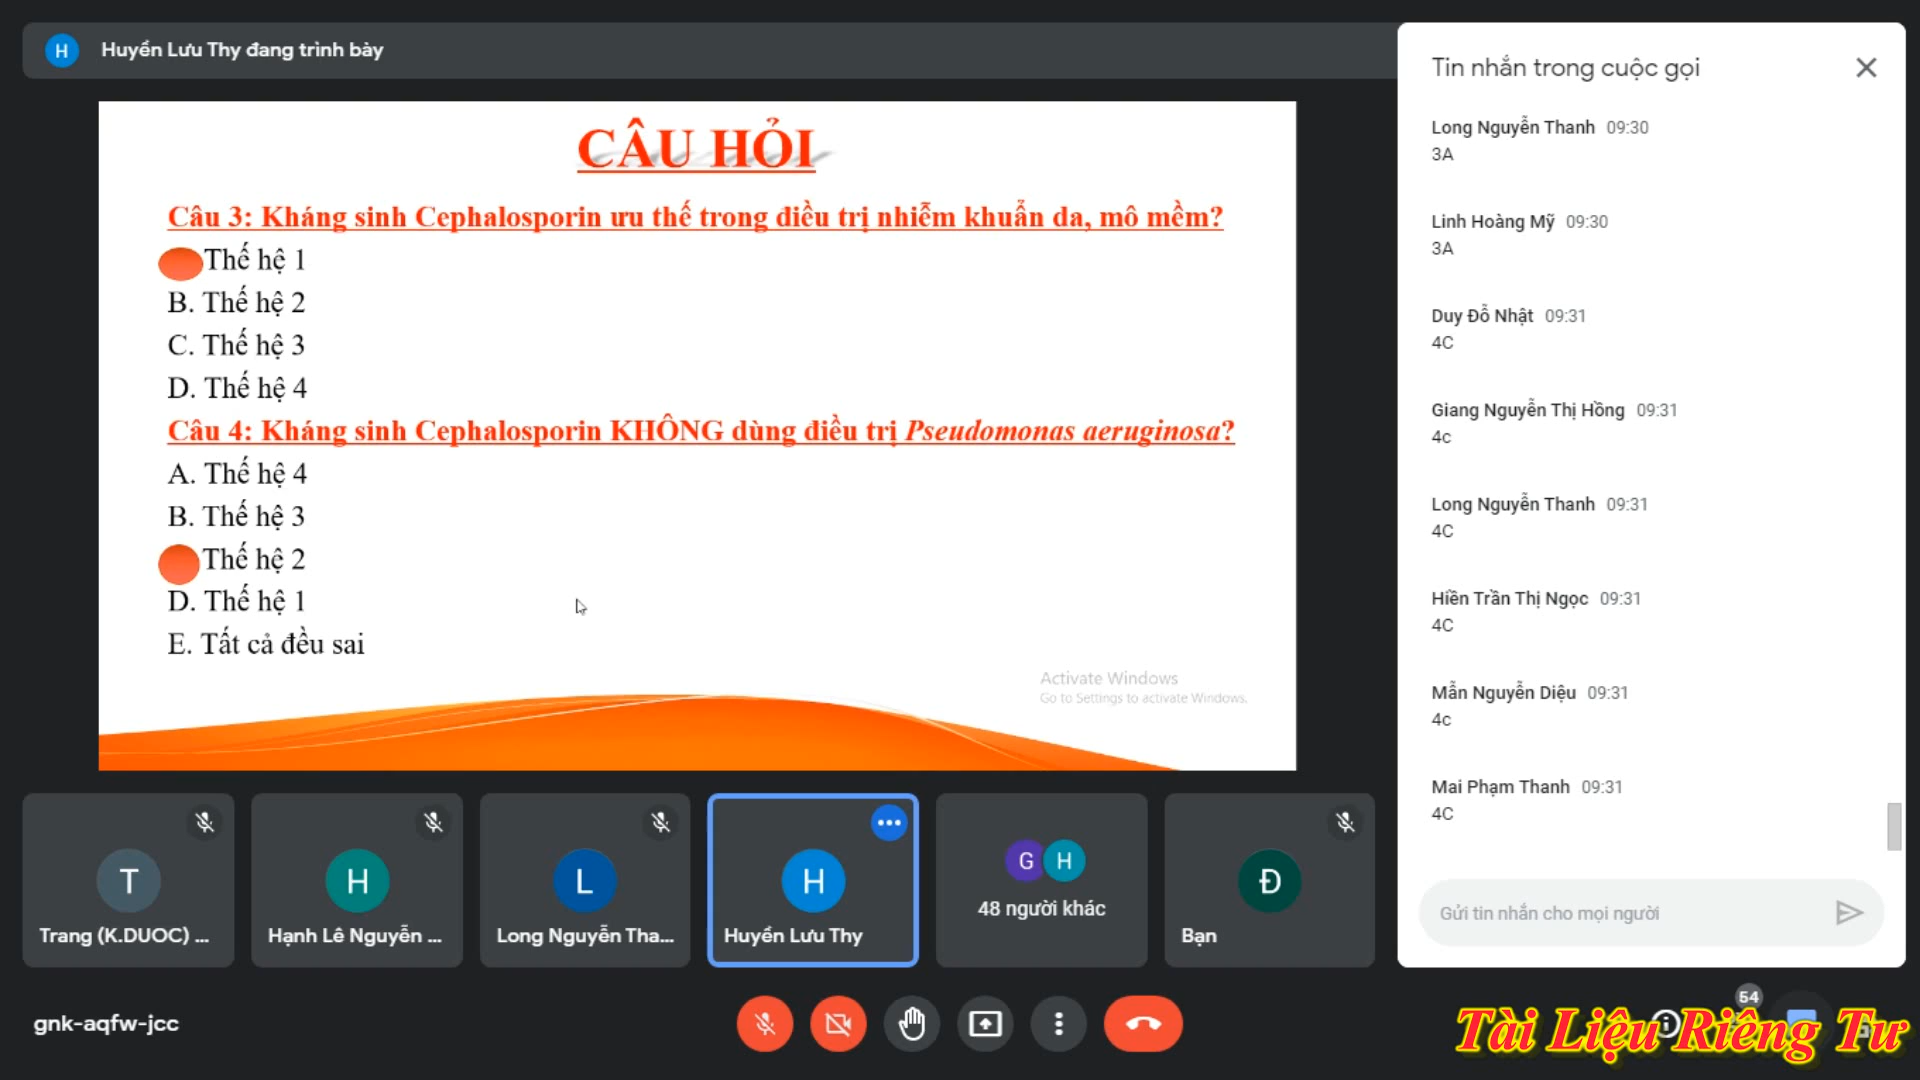 H Huyền Lưu Thy đang trình bày
CÂU HỎI
Câu 3: Kháng sinh Cephalosporin ưu thế trong điều trị nhiễm khuẩn da, mô mềm?
Thế hệ 1
B. Thế hệ 2
C. Thế hệ 3
D. Thế hệ 4
Câu 4: Kháng sinh Cephalosporin KHÔNG dùng điều trị Pseudomonas aeruginosa?
A. Thế hệ 4
B. Thế hệ 3
Thế hệ 2
D. Thế hệ 1
E. Tất cả đều sai
Activate Windows
Go to Settings to activate Windows.
T
Trang (K.DUOC) ...
H
Hạnh Lê Nguyễn ...
L
Long Nguyễn Tha...
H
Huyền Lưu Thy
G H
48 người khác
Đ
Bạn
Tin nhắn trong cuộc gọi
Long Nguyễn Thanh 09:30
3A
Linh Hoàng Mỹ 09:30
3A
Duy Đỗ Nhật 09:31
4C
Giang Nguyễn Thị Hồng 09:31
4c
Long Nguyễn Thanh 09:31
4C
Hiền Trần Thị Ngọc 09:31
4C
Mẫn Nguyễn Diệu 09:31
4c
Mai Phạm Thanh 09:31
4C
Gửi tin nhắn cho mọi người
gnk-aqfw-jcc
54
Tài Liệu Riêng Tư